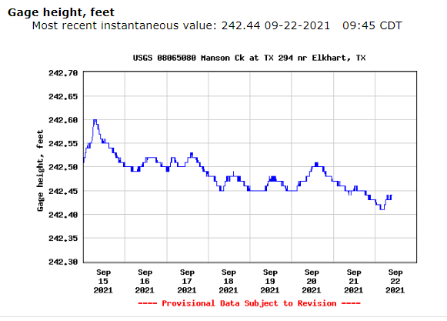 Gage height, feet
Most recent instantaneous value: 242.44 09-22-2021 09:45 CDT
USGS 08065080 Manson Ck at TX 294 nr Elkhart, TX
Gage height, feet
242.70
242.65
242.60
242.55
242.50
242.45
242.40
242.35
242.30
Sep Sep Sep Sep Sep Sep Sep Sep
15 16 17 18 19 20 21 22
2021 2021 2021 2021 2021 2021 2021 2021
---- Provisional Data Subject to Revision ----